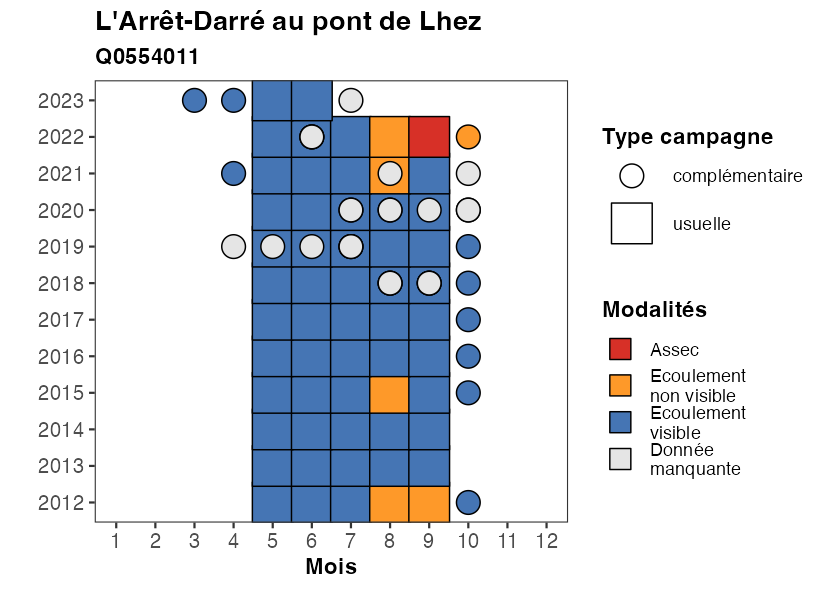 L'Arrêt-Darré au pont de Lhez
Q0554011
2023
2022
2021
2020
2019
2018
2017
2016
2015
2014
2013
2012
1 2 3 4 5 6 7 8 9 10 11 12
Mois
Type campagne
complémentaire
usuelle
Modalités
Assec
Ecoulement
non visible
Ecoulement
visible
Donnée
manquante